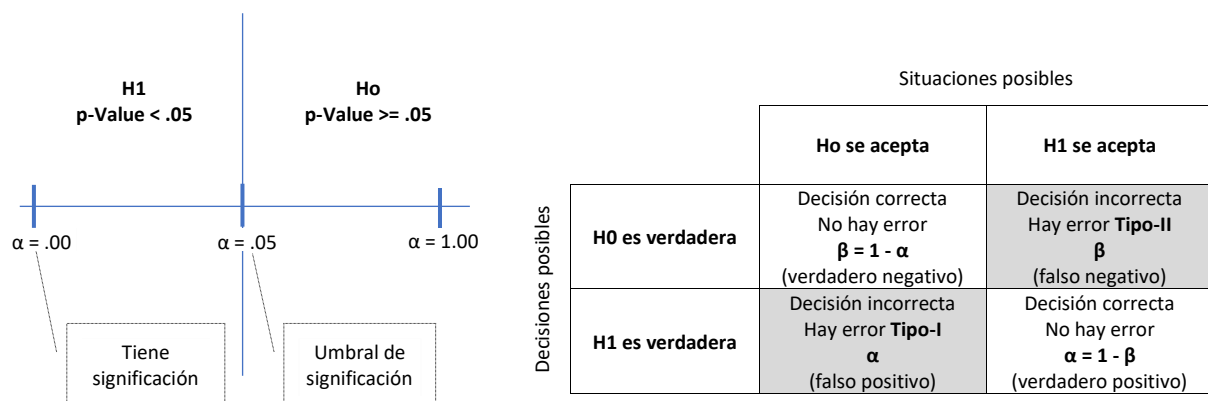 H1
p-Value < .05
Ho
p-Value >= .05
α = .00
α = .05
α = 1.00
Tiene
significación
Umbral de
significación
Situaciones posibles
Decisiones posibles
Ho se acepta
H1 se acepta
H0 es verdadera
Decisión correcta
No hay error
β = 1 - α
(verdadero negativo)
Decisión incorrecta
Hay error Tipo-II
β
(falso negativo)
H1 es verdadera
Decisión incorrecta
Hay error Tipo-I
α
(falso positivo)
Decisión correcta
No hay error
α = 1 - β
(verdadero positivo)